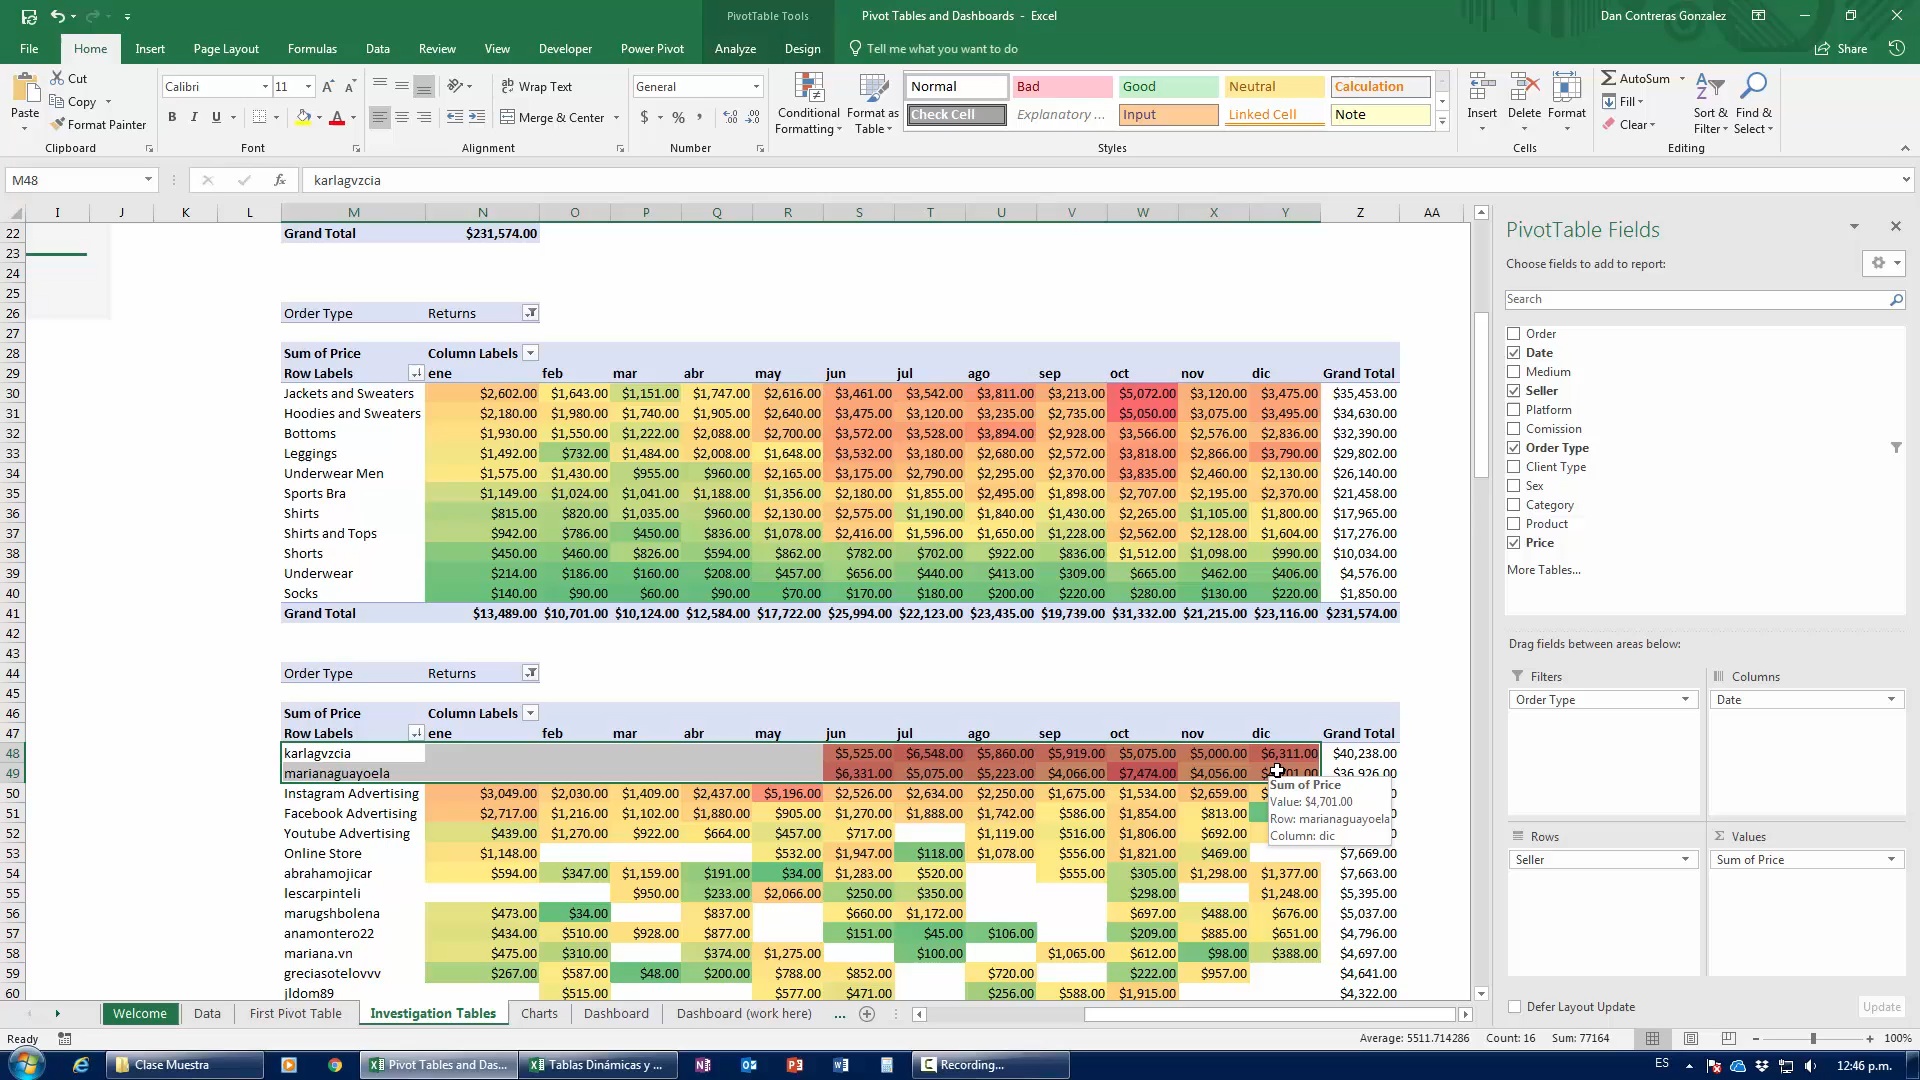 PivotTable Tools
Pivot Tables and Dashboards - Excel
Dan Contreras Gonzalez
File Home Insert Page Layout Formulas Data Review View Developer Power Pivot Analyze Design Tell me what you want to do Share
Paste
Cut
Copy
Format Painter
Clipboard
Calibri 11
B I U
Font
Wrap Text
Merge & Center
Alignment
General
$ %
Number
Conditional Formatting
Format as Table
Normal Bad Good Neutral Calculation
Check Cell Explanatory ... Input Linked Cell Note
Styles
Insert Delete Format
Cells
AutoSum
Fill
Clear
Sort & Filter
Find & Select
Editing
M48
fx karlagvzcia
I J K L M N O P Q R S T U V W X Y Z AA
22 Grand Total $231,574.00
23
24
25
26 Order Type Returns
27
28 Sum of Price Column Labels
29 Row Labels ene feb mar abr may jun jul ago sep oct nov dic Grand Total
30 Jackets and Sweaters $2,602.00 $1,643.00 $1,151.00 $1,747.00 $2,616.00 $3,461.00 $3,542.00 $3,811.00 $3,213.00 $5,072.00 $3,120.00 $3,475.00 $35,453.00
31 Hoodies and Sweaters $2,180.00 $1,980.00 $1,740.00 $1,905.00 $2,640.00 $3,475.00 $3,120.00 $3,235.00 $2,735.00 $5,050.00 $3,075.00 $3,495.00 $34,630.00
32 Bottoms $1,930.00 $1,550.00 $1,222.00 $2,088.00 $2,700.00 $3,572.00 $3,528.00 $3,894.00 $2,928.00 $3,566.00 $2,576.00 $2,836.00 $32,390.00
33 Leggings $1,492.00 $732.00 $1,484.00 $2,008.00 $1,648.00 $3,532.00 $3,180.00 $2,680.00 $2,572.00 $3,818.00 $2,866.00 $3,790.00 $29,802.00
34 Underwear Men $1,575.00 $1,430.00 $955.00 $960.00 $2,165.00 $3,175.00 $2,790.00 $2,295.00 $2,370.00 $3,835.00 $2,460.00 $2,130.00 $26,140.00
35 Sports Bra $1,149.00 $1,024.00 $1,041.00 $1,188.00 $1,356.00 $2,180.00 $1,855.00 $2,495.00 $1,898.00 $2,707.00 $2,195.00 $2,370.00 $21,458.00
36 Shirts $815.00 $820.00 $1,035.00 $960.00 $2,130.00 $2,575.00 $1,190.00 $1,840.00 $1,430.00 $2,265.00 $1,105.00 $1,800.00 $17,965.00
37 Shirts and Tops $942.00 $786.00 $450.00 $836.00 $1,078.00 $2,416.00 $1,596.00 $1,650.00 $1,228.00 $2,562.00 $2,128.00 $1,604.00 $17,276.00
38 Shorts $450.00 $460.00 $826.00 $594.00 $862.00 $782.00 $702.00 $922.00 $836.00 $1,512.00 $1,098.00 $990.00 $10,034.00
39 Underwear $214.00 $186.00 $160.00 $208.00 $457.00 $656.00 $440.00 $413.00 $309.00 $665.00 $462.00 $406.00 $4,576.00
40 Socks $140.00 $90.00 $60.00 $90.00 $70.00 $170.00 $180.00 $200.00 $220.00 $280.00 $130.00 $220.00 $1,850.00
41 Grand Total $13,489.00 $10,701.00 $10,124.00 $12,584.00 $17,722.00 $25,994.00 $22,123.00 $23,435.00 $19,739.00 $31,332.00 $21,215.00 $23,116.00 $231,574.00
42
43
44 Order Type Returns
45
46 Sum of Price Column Labels
47 Row Labels ene feb mar abr may jun jul ago sep oct nov dic Grand Total
48 karlagvzcia $5,525.00 $6,548.00 $5,860.00 $5,919.00 $5,075.00 $5,000.00 $6,311.00 $40,238.00
49 marianaguayoela $6,331.00 $5,075.00 $5,223.00 $4,066.00 $7,474.00 $4,056.00 $36,926.00
50 Instagram Advertising $3,049.00 $2,030.00 $1,409.00 $2,437.00 $5,196.00 $2,526.00 $2,634.00 $2,250.00 $1,675.00 $1,534.00 $2,659.00
51 Facebook Advertising $2,717.00 $1,216.00 $1,102.00 $1,880.00 $905.00 $1,270.00 $1,888.00 $1,742.00 $586.00 $1,854.00 $813.00
52 Youtube Advertising $439.00 $1,270.00 $922.00 $664.00 $457.00 $717.00 $1,119.00 $516.00 $1,806.00 $692.00
53 Online Store $1,148.00 $532.00 $1,947.00 $118.00 $1,078.00 $556.00 $1,821.00 $469.00 $7,669.00
54 abrahamojicar $594.00 $347.00 $1,159.00 $191.00 $34.00 $1,283.00 $520.00 $555.00 $305.00 $1,298.00 $1,377.00 $7,663.00
55 lescarpinteli $950.00 $233.00 $2,066.00 $250.00 $350.00 $298.00 $1,248.00 $5,395.00
56 marugshbolena $473.00 $34.00 $837.00 $660.00 $1,172.00 $697.00 $488.00 $676.00 $5,037.00
57 anamontero22 $434.00 $510.00 $928.00 $877.00 $151.00 $45.00 $106.00 $209.00 $885.00 $651.00 $4,796.00
58 mariana.vn $475.00 $310.00 $374.00 $1,275.00 $100.00 $1,065.00 $612.00 $98.00 $388.00 $4,697.00
59 greciasotelovvv $267.00 $587.00 $48.00 $200.00 $788.00 $852.00 $720.00 $222.00 $957.00 $4,641.00
60 jldom89 $515.00 $577.00 $471.00 $256.00 $588.00 $1,915.00 $4,322.00
Sum of Price
Value: $4,701.00
Row: marianaguayoela
Column: dic
PivotTable Fields
Choose fields to add to report:
Search
Order
Date
Medium
Seller
Platform
Comission
Order Type
Client Type
Sex
Category
Product
Price
More Tables...
Drag fields between areas below:
Filters Columns
Order Type Date
Rows Σ Values
Seller Sum of Price
Defer Layout Update Update
Welcome Data First Pivot Table Investigation Tables Charts Dashboard Dashboard (work here) ...
Ready
Average: 5511.714286 Count: 16 Sum: 77164 100%
Clase Muestra
Pivot Tables and Das...
Tablas Dinámicas y ...
Recording...
ES
12:46 p.m.